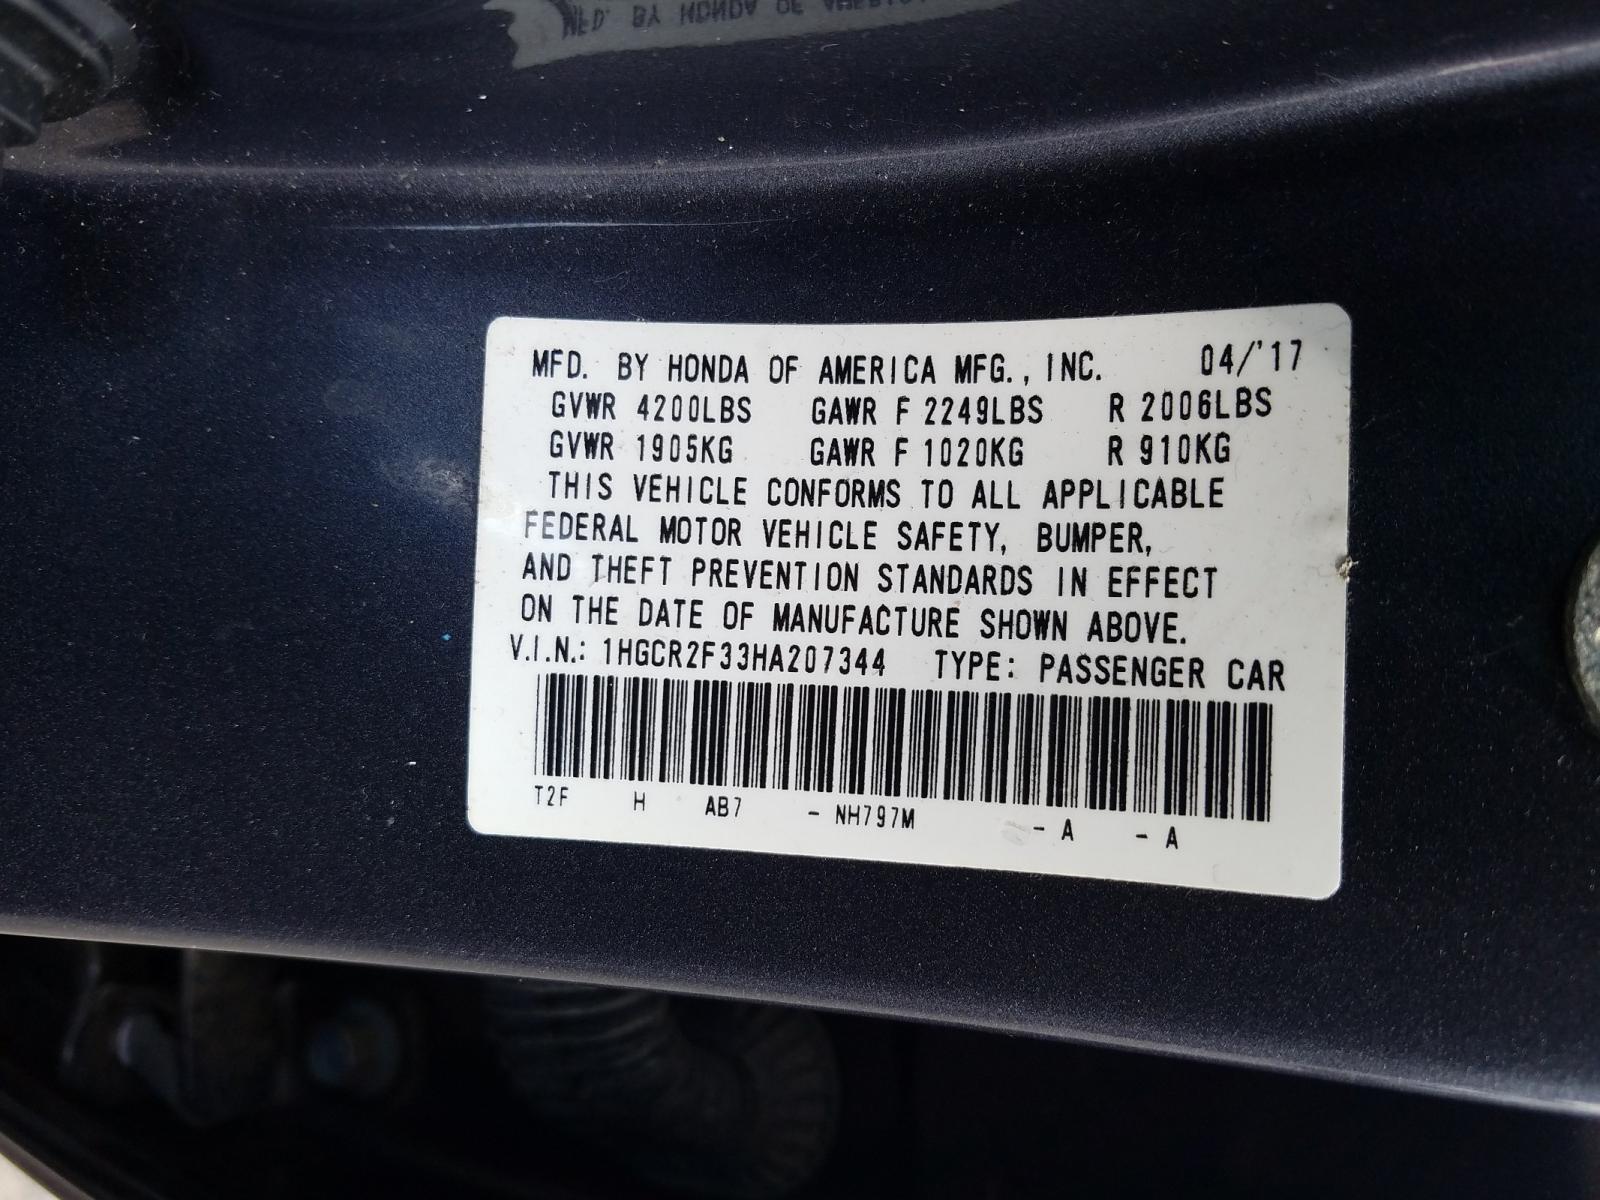 MFD. BY HONDA OF AMERICA MFG., INC. 04/'17
GVWR 4200LBS GAWR F 2249LBS R 2006LBS
GVWR 1905KG GAWR F 1020KG R 910KG
THIS VEHICLE CONFORMS TO ALL APPLICABLE
FEDERAL MOTOR VEHICLE SAFETY, BUMPER,
AND THEFT PREVENTION STANDARDS IN EFFECT
ON THE DATE OF MANUFACTURE SHOWN ABOVE.
V.I.N.: 1HGCR2F33HA207344 TYPE: PASSENGER CAR
T2F H AB7 - NH797M - A - A